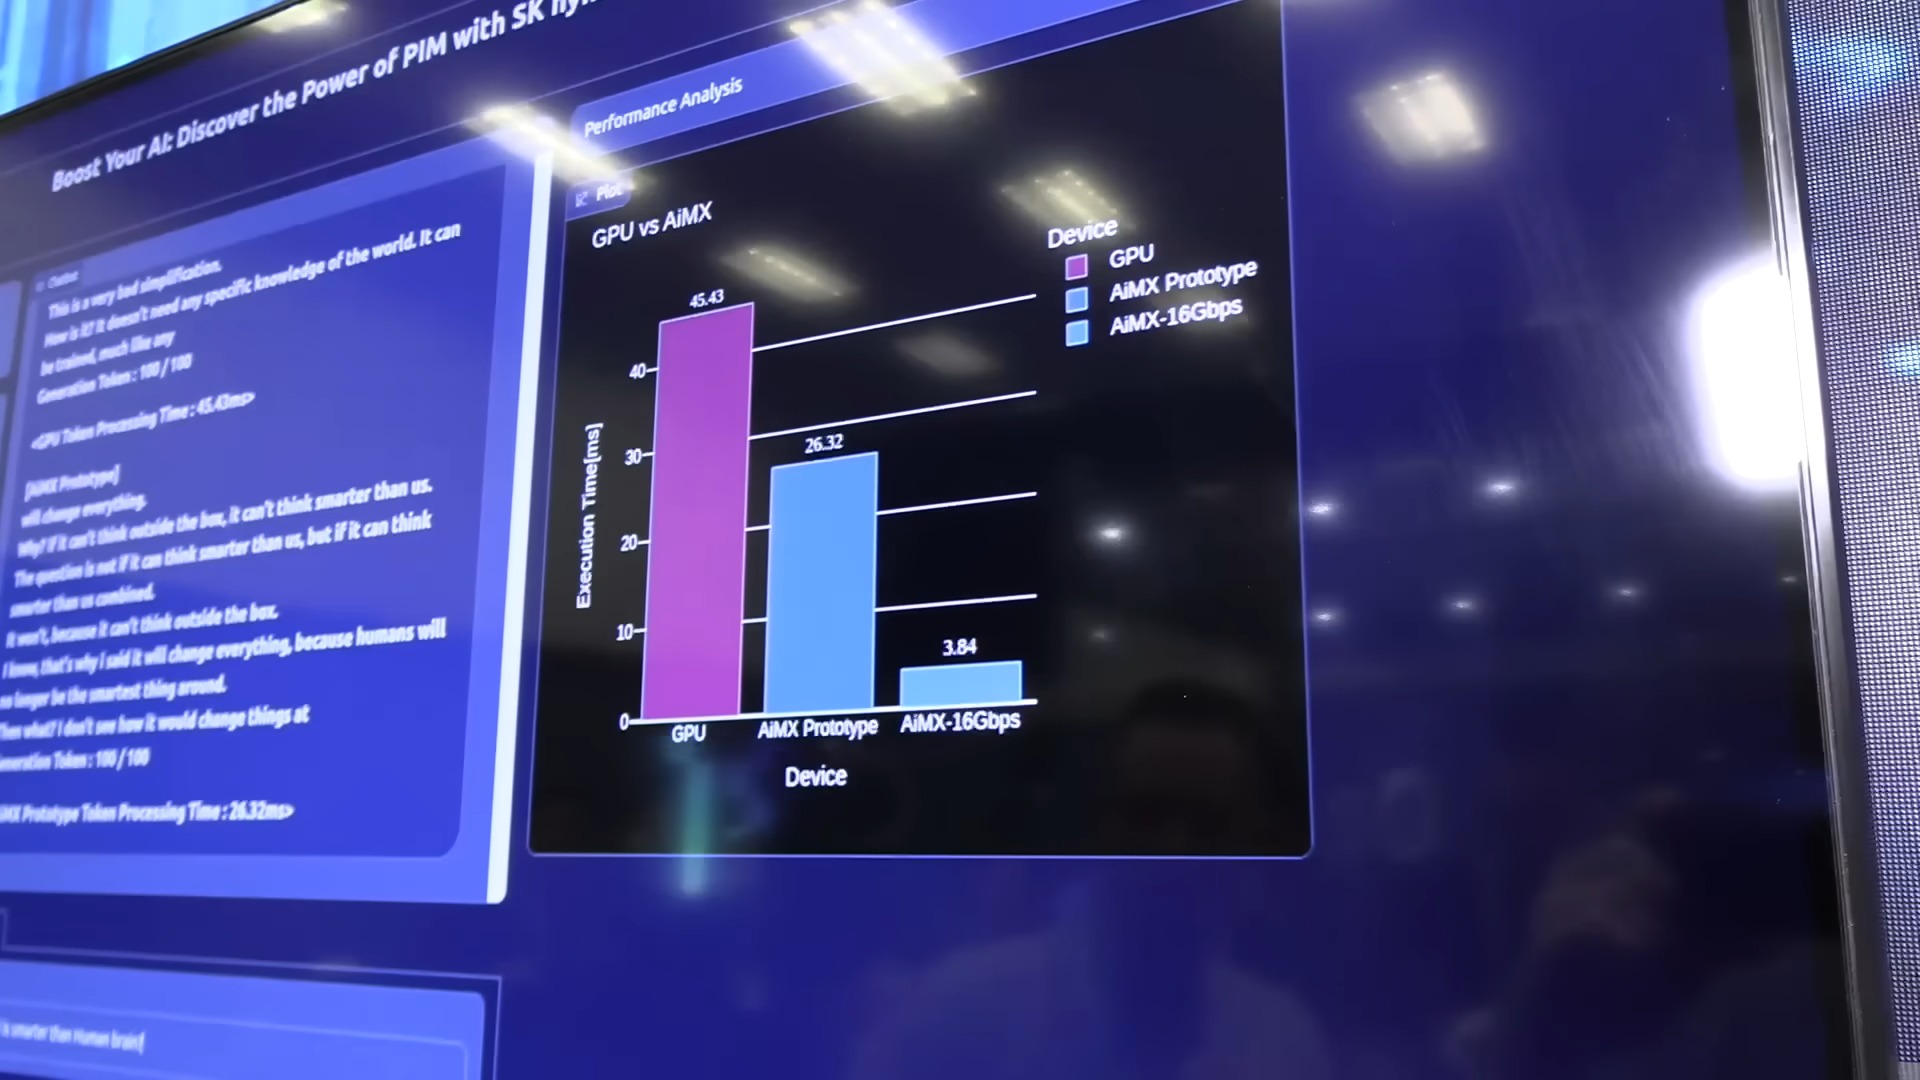 Boost Your AI: Discover the Power of PIM with SK
Chatbot
This is a very bad simplification.
How is it? It doesn't need any specific knowledge of the world. It can
be trained, much like any
Generation Token : 100 / 100
<GPU Token Processing Time : 45.43ms>
[AiMX Prototype]
will change everything.
Why? If it can't think outside the box, it can't think smarter than us.
The question is not if it can think smarter than us, but if it can think
smarter than us combined.
It won't, because it can't think outside the box.
I know, that's why I said it will change everything, because humans will
no longer be the smartest thing around.
Then what? I don't see how it would change things at
Generation Token : 100 / 100
Prototype Token Processing Time : 26.32ms>
is smarter than Human brain!
Performance Analysis
Plot
GPU vs AiMX
Device
GPU
AiMX Prototype
AiMX-16Gbps
Execution Time[ms]
40
30
20
10
0
45.43
26.32
3.84
GPU
AiMX Prototype
AiMX-16Gbps
Device